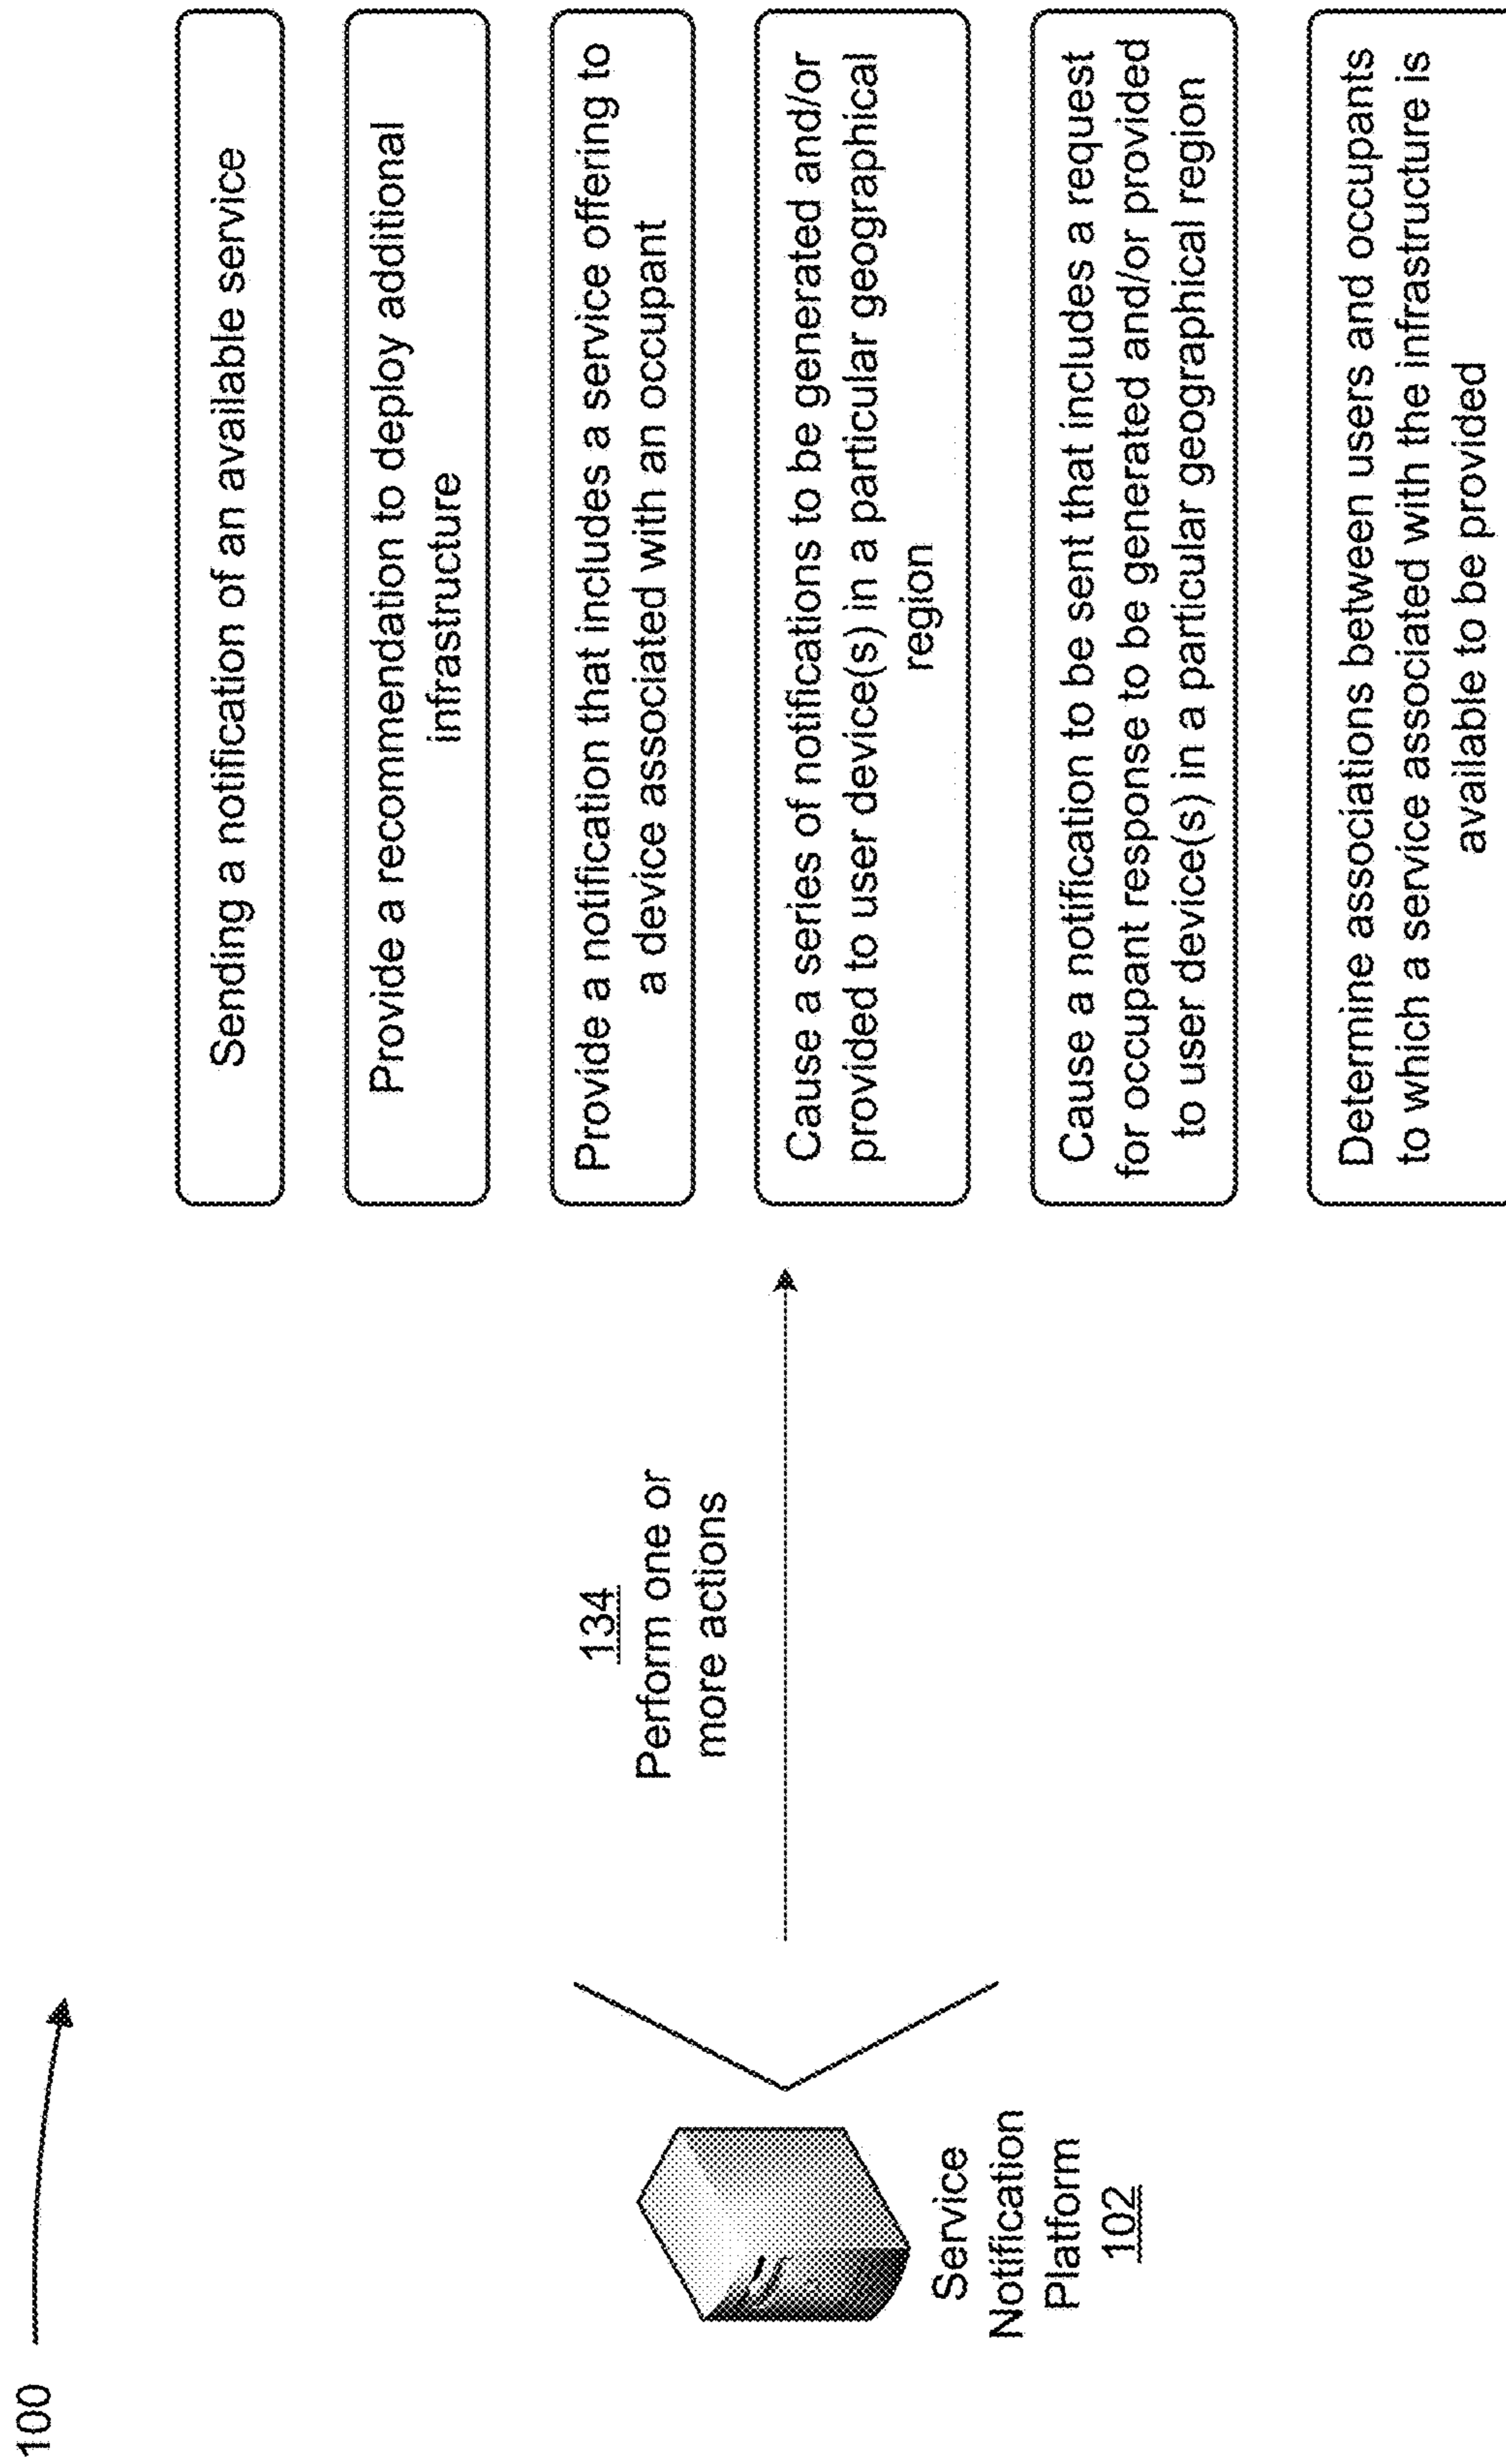 100
Service
Notification
Platform
102
134
Perform one or
more actions
Sending a notification of an available service
Provide a recommendation to deploy additional
infrastructure
Provide a notification that includes a service offering to
a device associated with an occupant
Cause a series of notifications to be generated and/or
provided to user device(s) in a particular geographical
region
Cause a notification to be sent that includes a request
for occupant response to be generated and/or provided
to user device(s) in a particular geographical region
Determine associations between users and occupants
to which a service associated with the infrastructure is
available to be provided